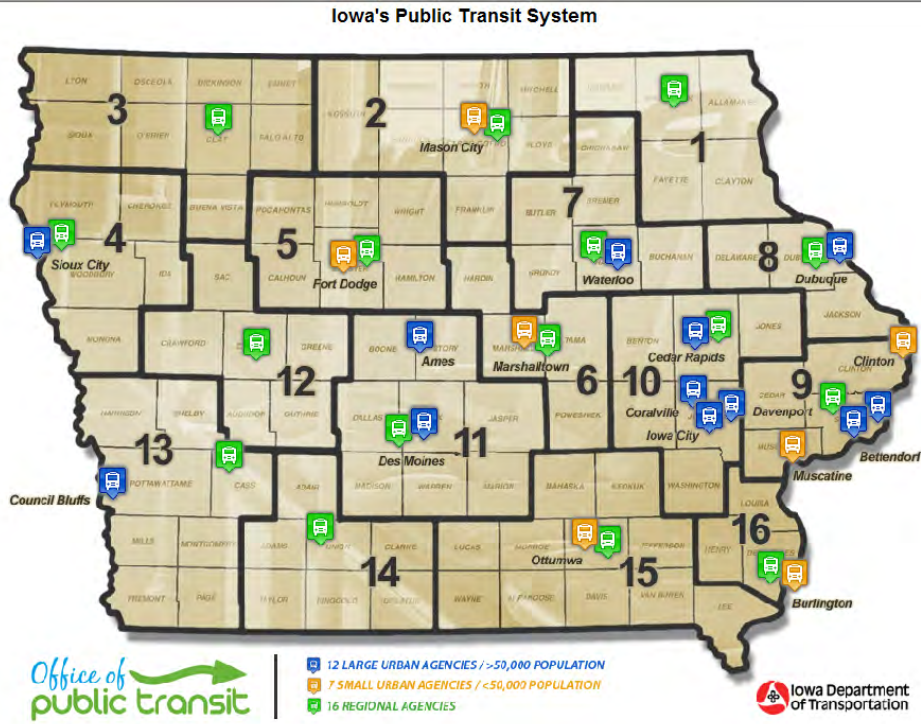 Iowa's Public Transit System
LYON
OSCEOLA
DICKINSON
EMMET
3
SIOUX
O'BRIEN
CLAY
PALO ALTO
2
MITCHELL
Mason City
FLOYD
CHICKASAW
ALLAMAKEE
1
FAYETTE
CLAYTON
PLYMOUTH
CHEROKEE
BUENA VISTA
POCAHONTAS
HUMBOLDT
WRIGHT
FRANKLIN
BUTLER
BREMER
7
4
5
Sioux City
WOODBURY
IDA
SAC
CALHOUN
Fort Dodge
HAMILTON
HARDIN
GRUNDY
Waterloo
BUCHANAN
DELAWARE
8
Dubuque
JACKSON
MONONA
CRAWFORD
GREENE
BOONE
STORY
Ames
Marshalltown
TAMA
BENTON
Cedar Rapids
JONES
Clinton
CLINTON
12
6
10
9
CEDAR
HARRISON
SHELBY
AUDUBON
GUTHRIE
DALLAS
JASPER
POWESHIEK
Coralville
Davenport
Iowa City
13
11
Des Moines
Bettendorf
Muscatine
Council Bluffs
POTTAWATTAMIE
CASS
ADAIR
MADISON
WARREN
MARION
MAHASKA
KEOKUK
WASHINGTON
LOUISA
16
MILLS
MONTGOMERY
ADAMS
UNION
CLARKE
LUCAS
MONROE
Ottumwa
JEFFERSON
HENRY
14
15
FREMONT
PAGE
TAYLOR
RINGGOLD
DECATUR
WAYNE
APPANOOSE
DAVIS
VAN BUREN
LEE
Burlington
Office of
public transit
12 LARGE URBAN AGENCIES / >50,000 POPULATION
7 SMALL URBAN AGENCIES / <50,000 POPULATION
16 REGIONAL AGENCIES
Iowa Department
of Transportation